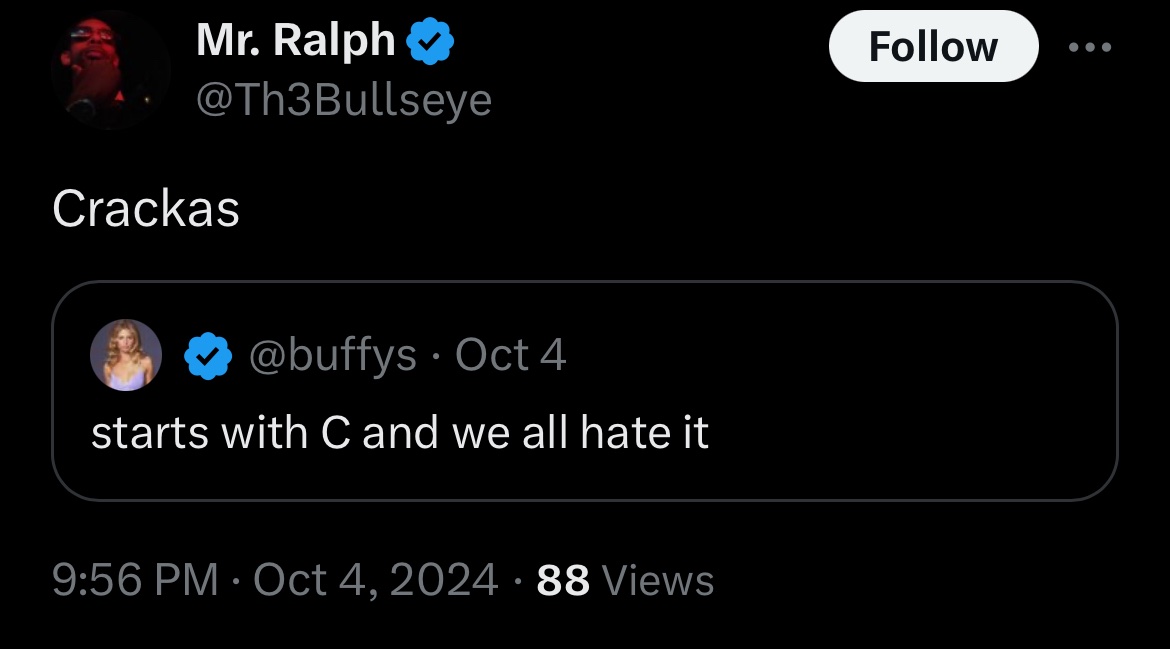 Mr. Ralph
Follow
@Th3Bullseye
Crackas
@buffys · Oct 4
starts with C and we all hate it
9:56 PM · Oct 4, 2024 · 88 Views